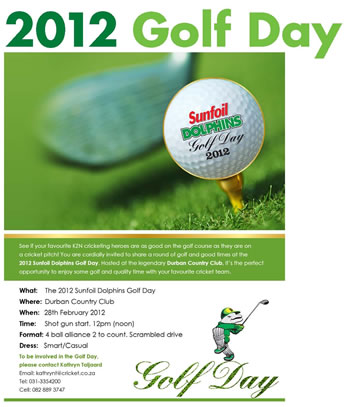 2012 Golf Day
Sunfoil
DOLPHINS
Golf Day
2012
See if your favourite KZN cricketing heroes are as good on the golf course as they are on
a cricket pitch! You are cordially invited to share a round of golf and good times at the
2012 Sunfoil Dolphins Golf Day. Hosted at the legendary Durban Country Club, it's the perfect
opportunity to enjoy some golf and quality time with your favourite cricket team.
What: The 2012 Sunfoil Dolphins Golf Day
Where: Durban Country Club
When: 28th February 2012
Time: Shot gun start. 12pm (noon)
Format: 4 ball alliance 2 to count. Scrambled drive
Dress: Smart/Casual
To be involved in the Golf Day,
please contact Kathryn Toljaard
Email: kathrynt@cricket.co.za
Tel: 031-3354200
Cell: 082 889 3747
Golf Day